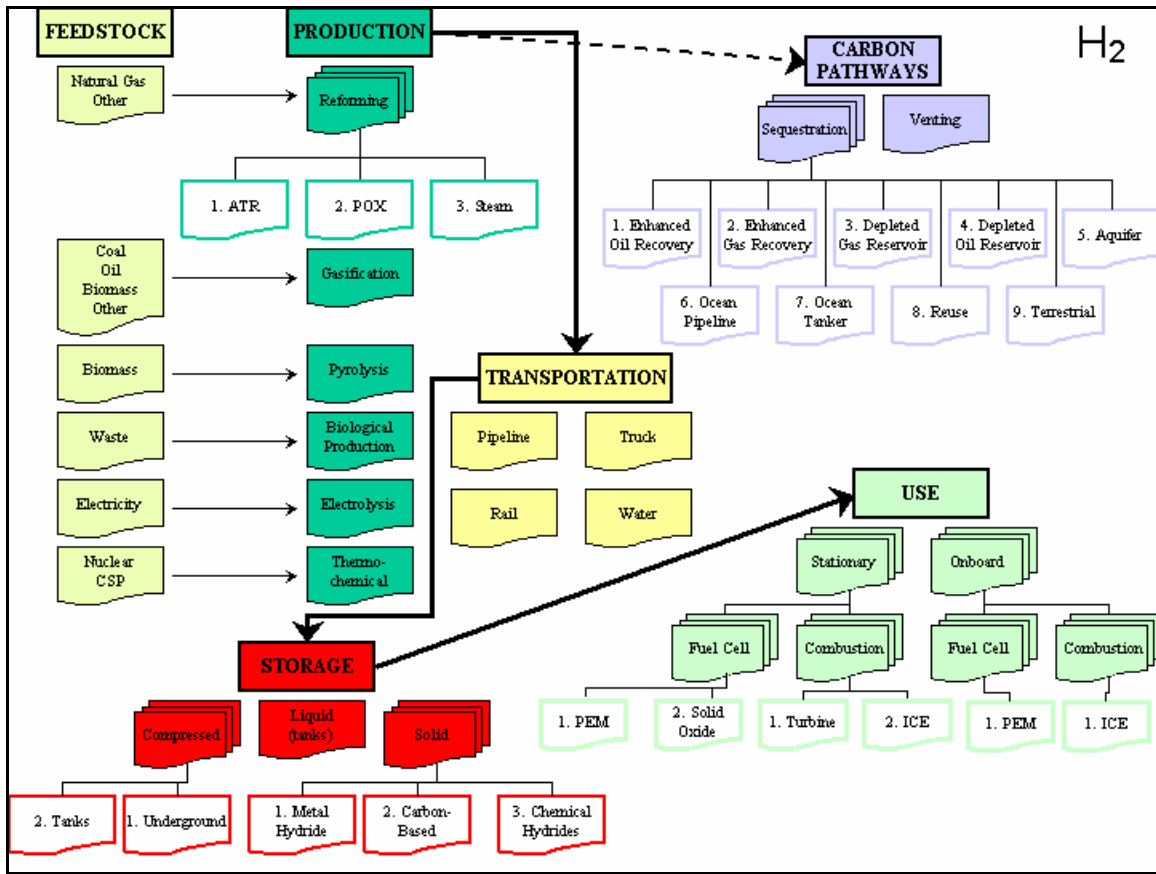 FEEDSTOCK
PRODUCTION
CARBON
PATHWAYS
H2
Natural Gas
Other
Reforming
Sequestration
Venting
1. ATR
2. POX
3. Steam
1. Enhanced
Oil Recovery
2. Enhanced
Gas Recovery
3. Depleted
Gas Reservoir
4. Depleted
Oil Reservoir
5. Aquifer
Coal
Oil
Biomass
Other
Gasification
6. Ocean
Pipeline
7. Ocean
Tanker
8. Reuse
9. Terrestrial
Biomass
Pyrolysis
TRANSPORTATION
Waste
Biological
Production
Pipeline
Truck
Electricity
Electrolysis
Rail
Water
USE
Nuclear
CSP
Thermo-
chemical
Stationary
Onboard
STORAGE
Fuel Cell
Combustion
Fuel Cell
Combustion
Compressed
Liquid
(tanks)
Solid
1. PEM
2. Solid
Oxide
1. Turbine
2. ICE
1. PEM
1. ICE
2. Tanks
1. Underground
1. Metal
Hydride
2. Carbon-
Based
3. Chemical
Hydrides